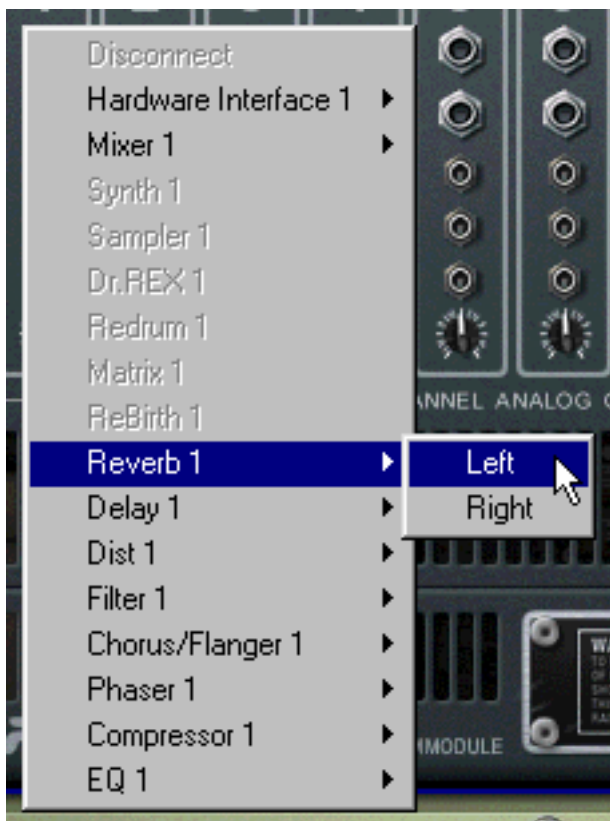 Disconnect
Hardware Interface 1
Mixer 1
Synth 1
Sampler 1
Dr.REX 1
Redrum 1
Matrix 1
ReBirth 1
Reverb 1
Left
Right
Delay 1
Dist 1
Filter 1
Chorus/Flanger 1
Phaser 1
Compressor 1
EQ 1
ANALOG